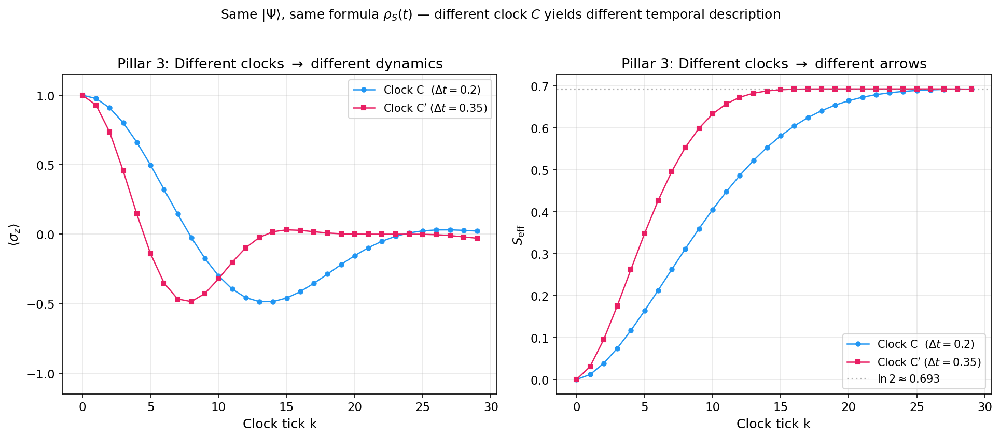 Same |Ψ⟩, same formula ρ_S(t) — different clock C yields different temporal description
Pillar 3: Different clocks → different dynamics
⟨σ_z⟩
1.0
0.5
0.0
−0.5
−1.0
Clock C (Δt = 0.2)
Clock C′ (Δt = 0.35)
0 5 10 15 20 25 30
Clock tick k
Pillar 3: Different clocks → different arrows
S_eff
0.7
0.6
0.5
0.4
0.3
0.2
0.1
0.0
Clock C (Δt = 0.2)
Clock C′ (Δt = 0.35)
ln 2 ≈ 0.693
0 5 10 15 20 25 30
Clock tick k